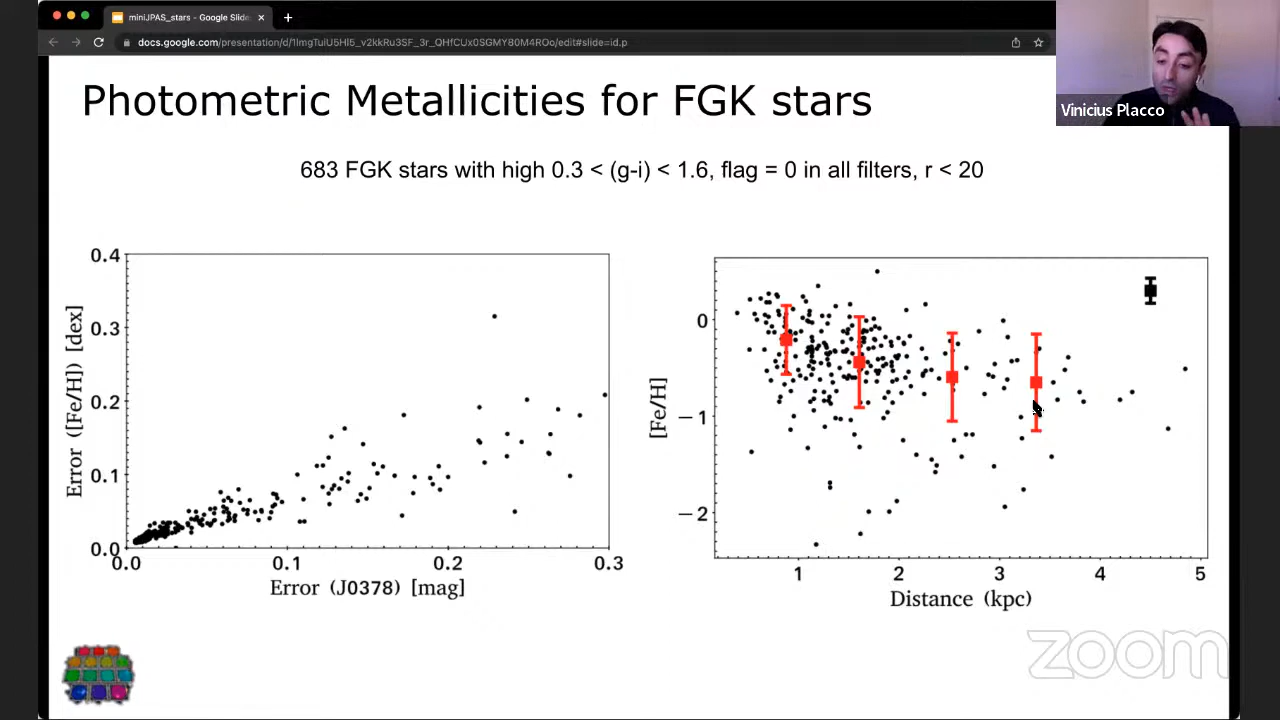 miniJPAS_stars - Google Slide
docs.google.com/presentation/d/1lmgTuiU5Hl5_v2kkRu3SF_3r_QHfCUx0SGMY80M4ROo/edit#slide=id.p
Vinicius Placco
Photometric Metallicities for FGK stars
683 FGK stars with high 0.3 < (g-i) < 1.6, flag = 0 in all filters, r < 20
Error ([Fe/H]) [dex]
0.4
0.3
0.2
0.1
0.0
0.0 0.1 0.2 0.3
Error (J0378) [mag]
[Fe/H]
0
−1
−2
1 2 3 4 5
Distance (kpc)
zoom